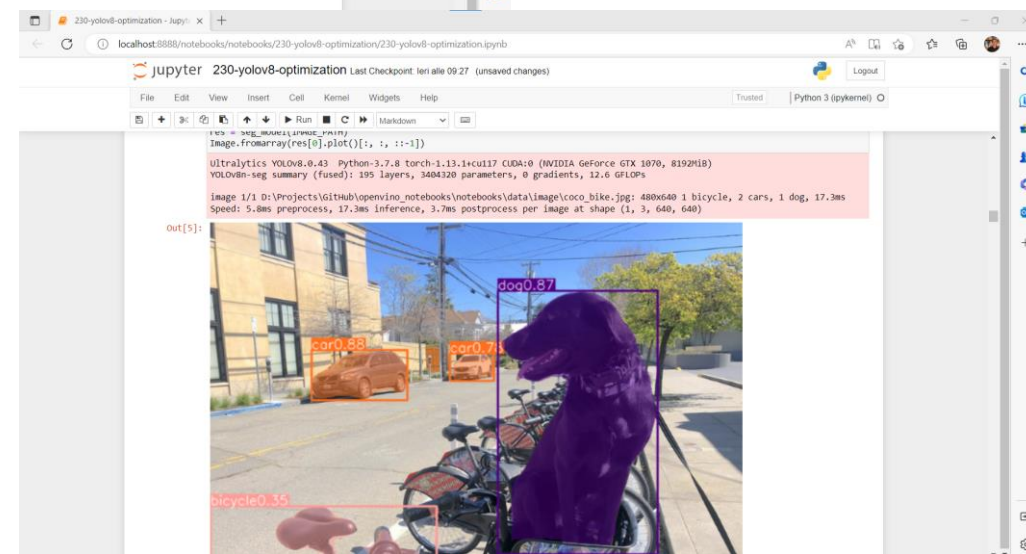 230-yolov8-optimization - Jupyt
localhost:8888/notebooks/notebooks/230-yolov8-optimization/230-yolov8-optimization.ipynb
jupyter 230-yolov8-optimization Last Checkpoint: Ieri alle 09:27 (unsaved changes)
Logout
File Edit View Insert Cell Kernel Widgets Help
Trusted Python 3 (ipykernel)
Run Markdown
res = seg_model(IMAGE_PATH)
Image.fromarray(res[0].plot()[:, :, ::-1])
Ultralytics YOLOv8.0.43 Python-3.7.8 torch-1.13.1+cu117 CUDA:0 (NVIDIA GeForce GTX 1070, 8192MiB)
YOLOv8n-seg summary (fused): 195 layers, 3404320 parameters, 0 gradients, 12.6 GFLOPs
image 1/1 D:\Projects\GitHub\openvino_notebooks\notebooks\data\image\coco_bike.jpg: 480x640 1 bicycle, 2 cars, 1 dog, 17.3ms
Speed: 5.8ms preprocess, 17.3ms inference, 3.7ms postprocess per image at shape (1, 3, 640, 640)
Out[5]:
dog0.87
car0.88
car0.7
bicycle0.35